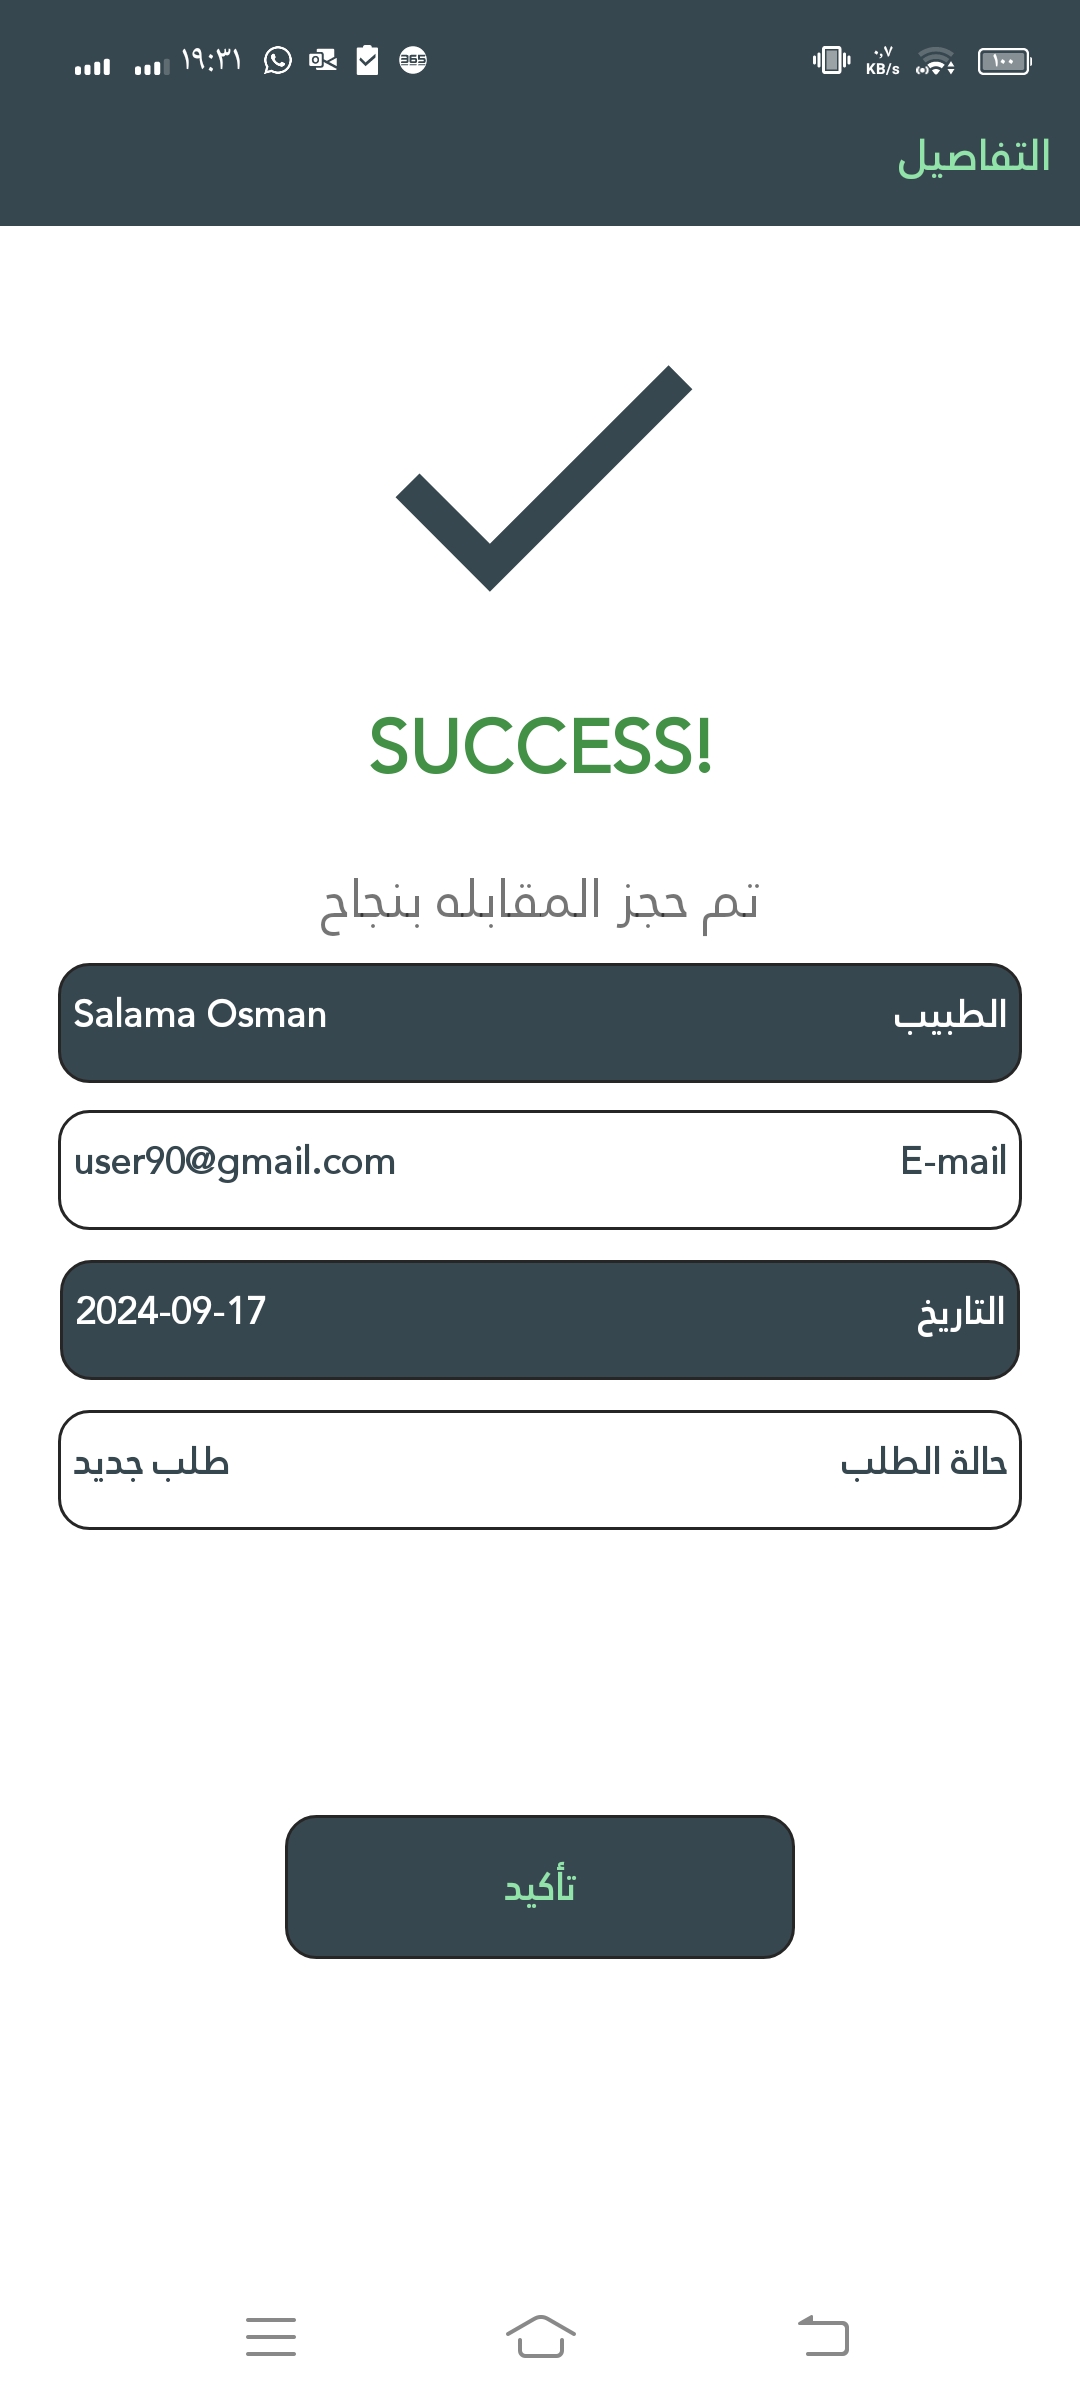 ١٩:٣١
365
٠,٧
KB/s
١٠٠
التفاصيل
SUCCESS!
تم حجز المقابله بنجاح
الطبيب Salama Osman
E-mail user90@gmail.com
التاريخ 2024-09-17
حالة الطلب طلب جديد
تأكيد